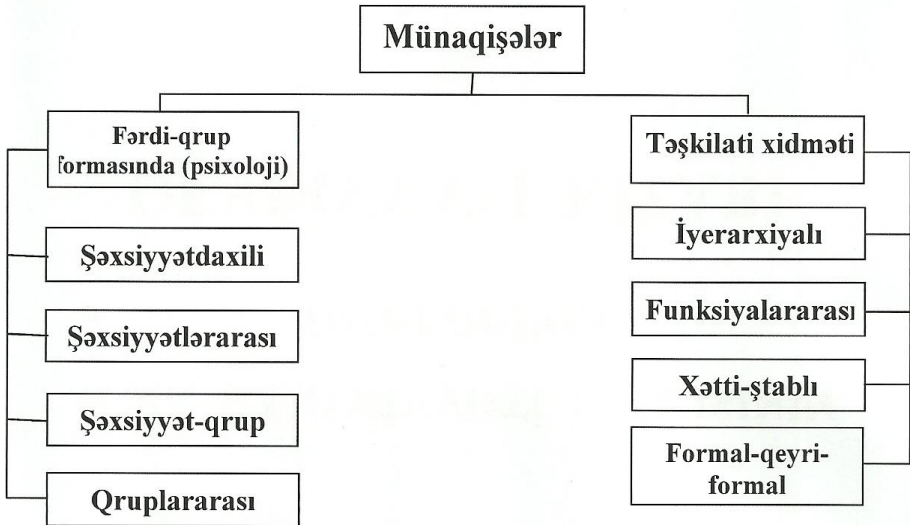 Münaqişələr
Fərdi-qrup
formasında (psixoloji)
Şəxsiyyətdaxili
Şəxsiyyətlərarası
Şəxsiyyət-qrup
Qruplararası
Təşkilati xidməti
İyerarxiyalı
Funksiyalararası
Xətti-ştablı
Formal-qeyri-
formal